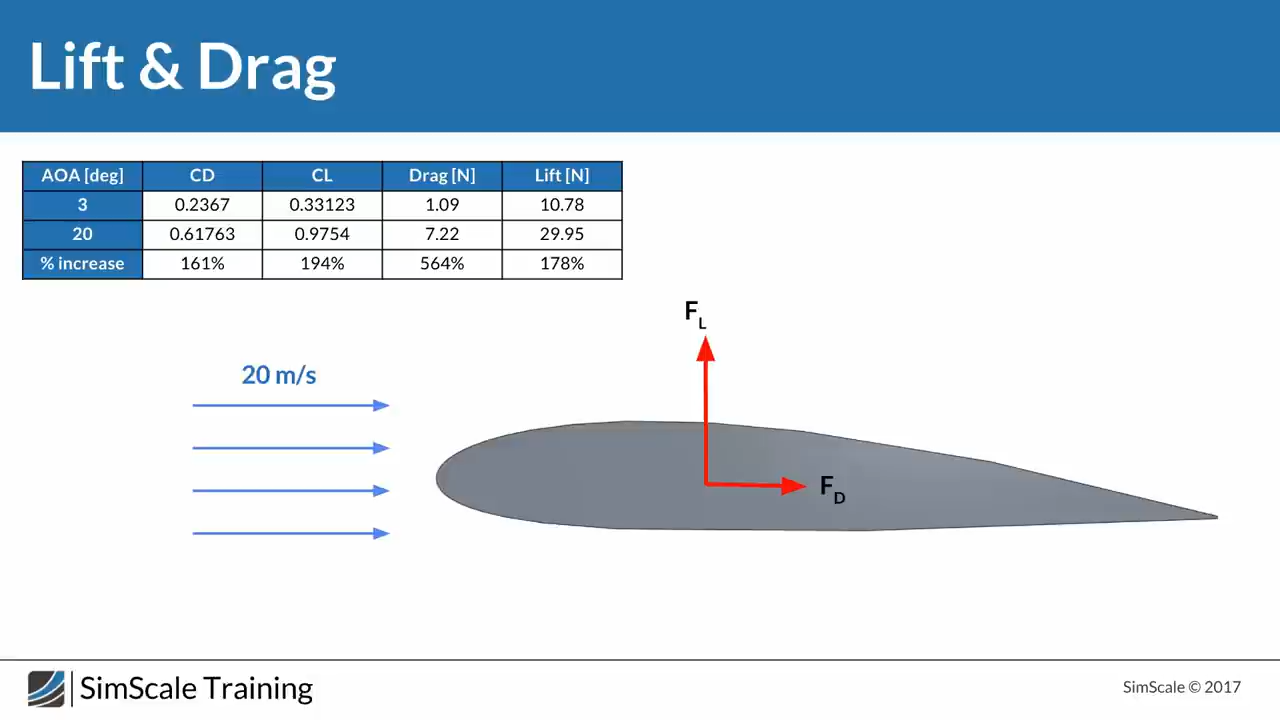 Lift & Drag
AOA [deg] CD CL Drag [N] Lift [N]
3 0.2367 0.33123 1.09 10.78
20 0.61763 0.9754 7.22 29.95
% increase 161% 194% 564% 178%
FL
20 m/s
FD
SimScale Training
SimScale © 2017